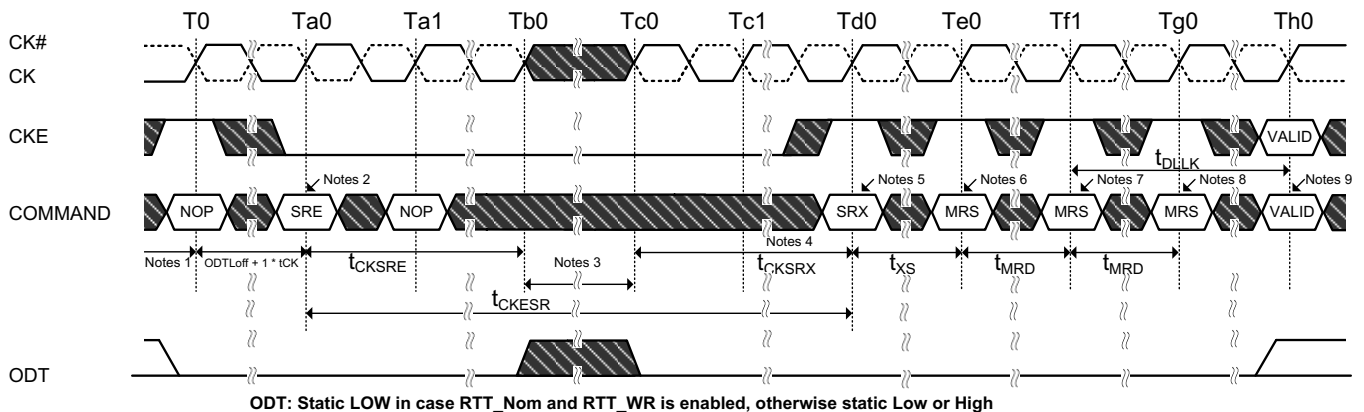 T0 Ta0 Ta1 Tb0 Tc0 Tc1 Td0 Te0 Tf1 Tg0 Th0
CK#
CK
CKE
VALID
tDLLK
Notes 2
Notes 5
Notes 6
Notes 7
Notes 8
Notes 9
COMMAND
NOP SRE NOP SRX MRS MRS MRS VALID
Notes 1
ODTLoff + 1 * tCK
tCKSRE
Notes 3
Notes 4
tCKSRX
tXS
tMRD
tMRD
tCKESR
ODT
ODT: Static LOW in case RTT_Nom and RTT_WR is enabled, otherwise static Low or High